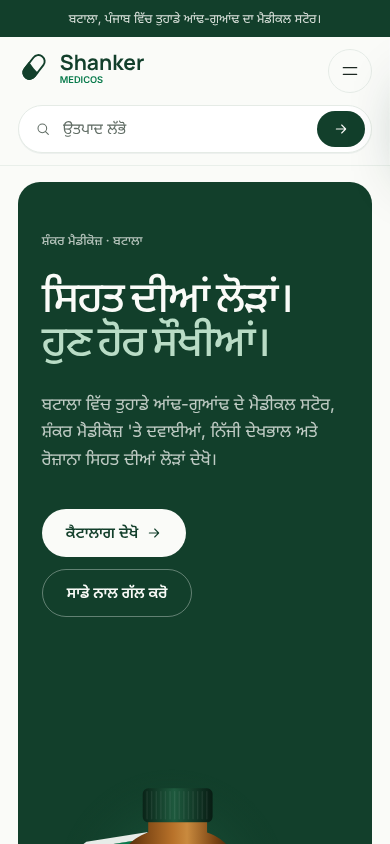 ਬਟਾਲਾ, ਪੰਜਾਬ ਵਿੱਚ ਤੁਹਾਡੇ ਆਂਢ-ਗੁਆਂਢ ਦਾ ਮੈਡੀਕਲ ਸਟੋਰ।
Shanker
MEDICOS
ਉਤਪਾਦ ਲੱਭੋ
ਸ਼ੰਕਰ ਮੈਡੀਕੋਜ਼ · ਬਟਾਲਾ
ਸਿਹਤ ਦੀਆਂ ਲੋੜਾਂ।
ਹੁਣ ਹੋਰ ਸੌਖੀਆਂ।
ਬਟਾਲਾ ਵਿੱਚ ਤੁਹਾਡੇ ਆਂਢ-ਗੁਆਂਢ ਦੇ ਮੈਡੀਕਲ ਸਟੋਰ,
ਸ਼ੰਕਰ ਮੈਡੀਕੋਜ਼ 'ਤੇ ਦਵਾਈਆਂ, ਨਿੱਜੀ ਦੇਖਭਾਲ ਅਤੇ
ਰੋਜ਼ਾਨਾ ਸਿਹਤ ਦੀਆਂ ਲੋੜਾਂ ਦੇਖੋ।
ਕੈਟਾਲਾਗ ਦੇਖੋ
ਸਾਡੇ ਨਾਲ ਗੱਲ ਕਰੋ